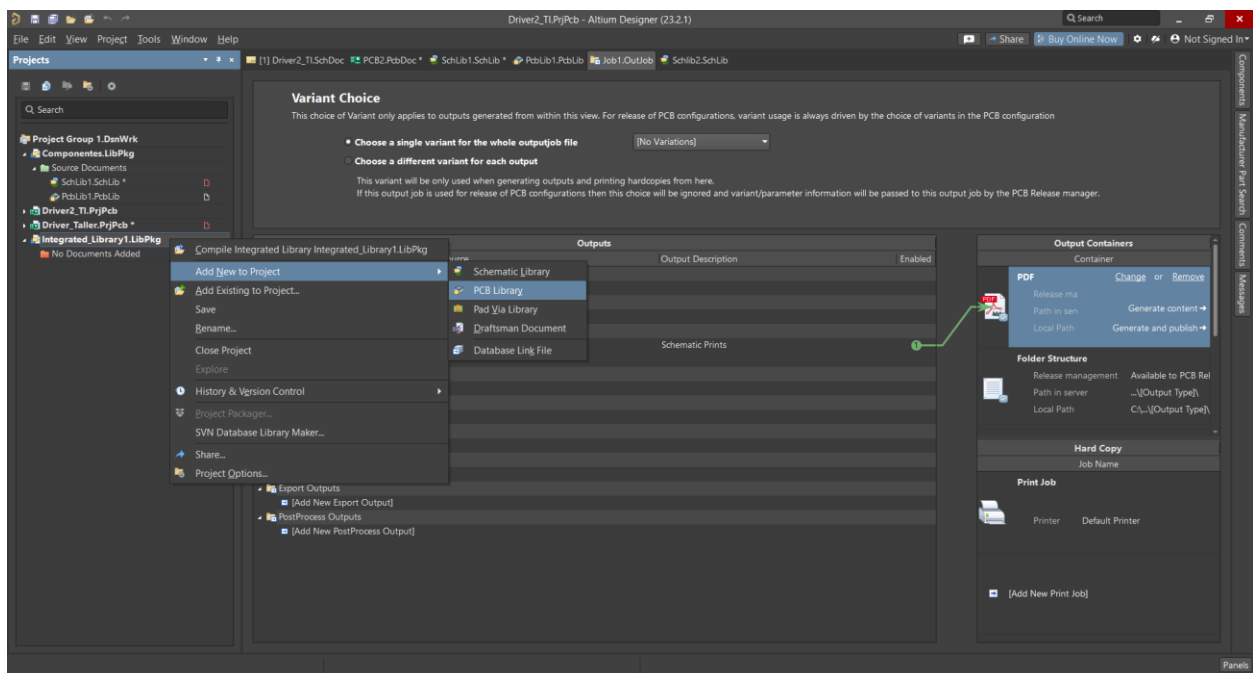 Driver2_TI.PrjPcb - Altium Designer (23.2.1)
Search
File Edit View Project Tools Window Help
Share
Buy Online Now
Not Signed In
Projects
[1] Driver2_TI.SchDoc
PCB2.PcbDoc *
SchLib1.SchLib *
PcbLib1.PcbLib
Job1.OutJob
Schlib2.SchLib
Search
Project Group 1.DsnWrk
Componentes.LibPkg
Source Documents
SchLib1.SchLib *
PcbLib1.PcbLib
Driver2_TI.PrjPcb
Driver_Taller.PrjPcb *
Integrated_Library1.LibPkg
No Documents Added
Variant Choice
This choice of Variant only applies to outputs generated from within this view. For release of PCB configurations, variant usage is always driven by the choice of variants in the PCB configuration
Choose a single variant for the whole outputjob file
[No Variations]
Choose a different variant for each output
This variant will be only used when generating outputs and printing hardcopies from here.
If this output job is used for release of PCB configurations then this choice will be ignored and variant/parameter information will be passed to this output job by the PCB Release manager.
Compile Integrated Library Integrated_Library1.LibPkg
Add New to Project
Add Existing to Project...
Save
Rename...
Close Project
Explore
History & Version Control
Project Packager...
SVN Database Library Maker...
Share...
Project Options...
Schematic Library
PCB Library
Pad Via Library
Draftsman Document
Database Link File
Outputs
Output Description
Enabled
Schematic Prints
1
Export Outputs
[Add New Export Output]
PostProcess Outputs
[Add New PostProcess Output]
Output Containers
Container
PDF
Change or Remove
Release ma
Path in sen
Generate content
Local Path
Generate and publish
Folder Structure
Release management Available to PCB Rel
Path in server ...\[Output Type]\
Local Path C:\...\[Output Type]\
Hard Copy
Job Name
Print Job
Printer Default Printer
[Add New Print Job]
Components
Manufacturer Part Search
Comments
Messages
Panels